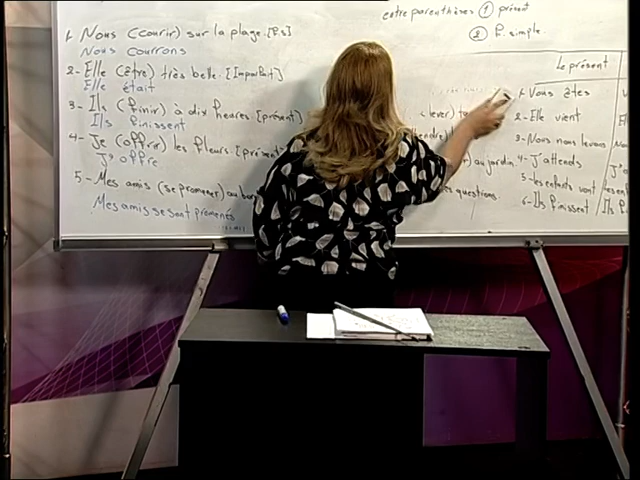 1. Nous (courir) sur la plage. [P.S]
Nous courrons
2- Elle (être) très belle. [Imparfait]
Elle était
3- Ils (finir) à dix heures [présent]
Ils finissent
4- Je (offrir) les fleurs. [présent
J'offre
5- Mes amis (se promener) au bor
Mes amis se sont promenés
entre parenthèses ① présent
② P. simple.
Le présent
1- Vous êtes
2- Elle vient
3- Nous nous levons
4- J'attends
5- Les enfants vont
6- Ils finissent
lever)
au jardin.
questions.